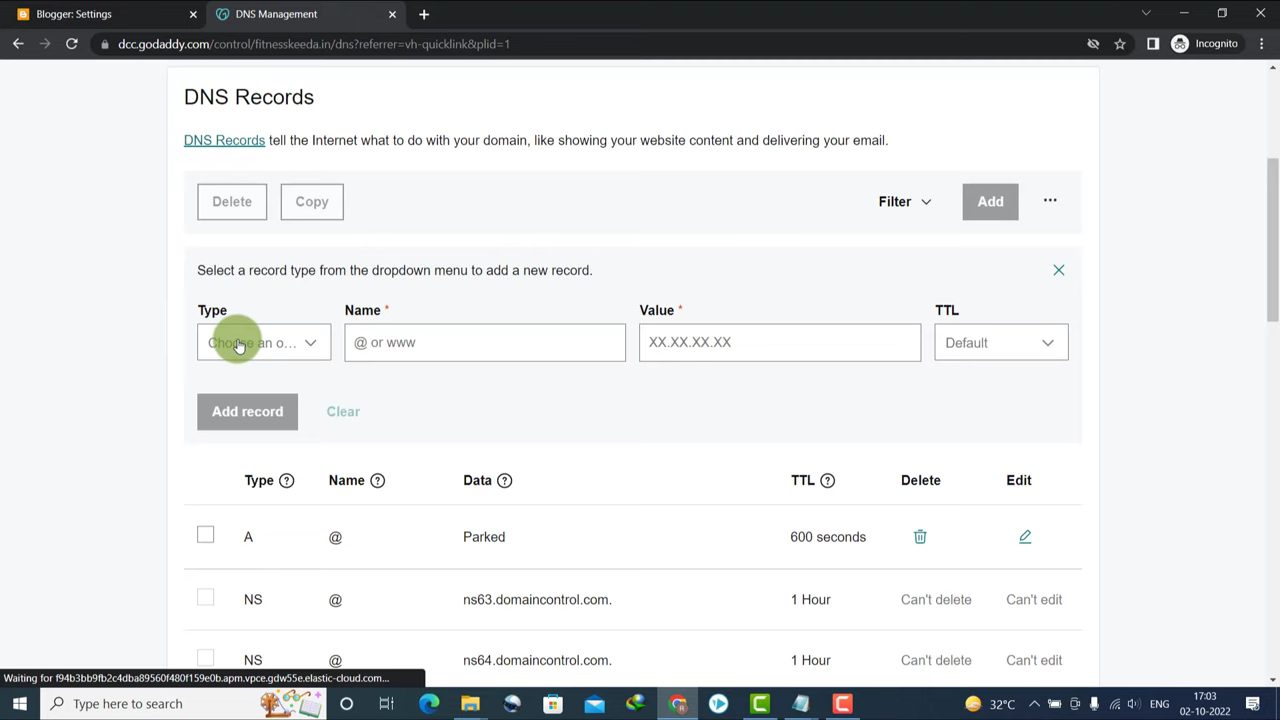 Blogger: Settings
DNS Management
dcc.godaddy.com/control/fitnesskeeda.in/dns?referrer=vh-quicklink&plid=1
Incognito
DNS Records
DNS Records tell the Internet what to do with your domain, like showing your website content and delivering your email.
Delete Copy Filter Add
Select a record type from the dropdown menu to add a new record.
Type Name * Value * TTL
Choose an o... @ or www XX.XX.XX.XX Default
Add record Clear
Type ? Name ? Data ? TTL ? Delete Edit
A @ Parked 600 seconds
NS @ ns63.domaincontrol.com. 1 Hour Can't delete Can't edit
NS @ ns64.domaincontrol.com. 1 Hour Can't delete Can't edit
Waiting for f94b3bb9fb2c4dba89560f480f159e0b.apm.vpce.gdw55e.elastic-cloud.com...
Type here to search
32°C
ENG
17:03
02-10-2022